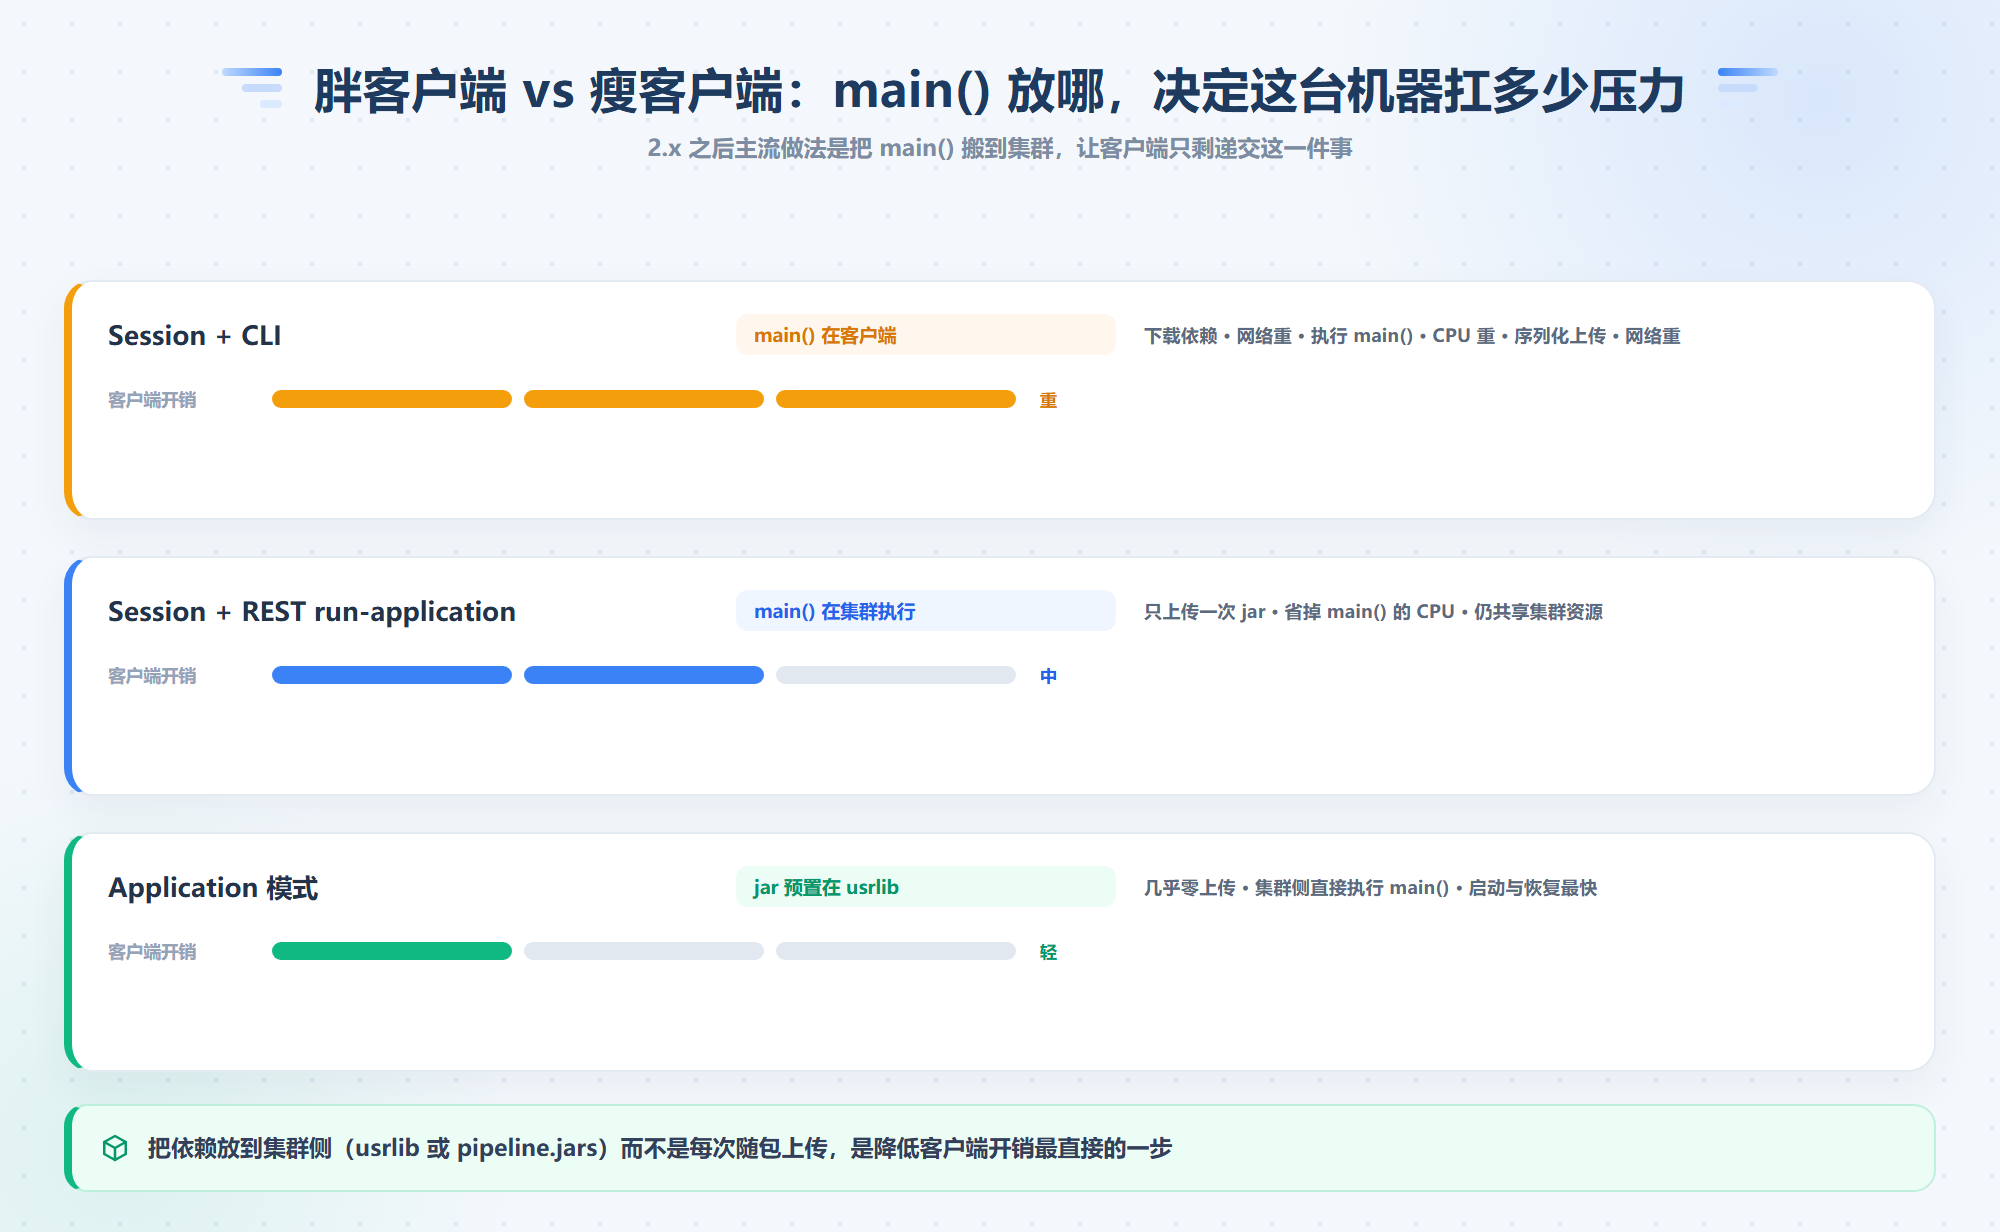 胖客户端 vs 瘦客户端：main() 放哪，决定这台机器扛多少压力
2.x 之后主流做法是把 main() 搬到集群，让客户端只剩递交这一件事
Session + CLI
main() 在客户端
下载依赖 · 网络重 · 执行 main() · CPU 重 · 序列化上传 · 网络重
客户端开销
重
Session + REST run-application
main() 在集群执行
只上传一次 jar · 省掉 main() 的 CPU · 仍共享集群资源
客户端开销
中
Application 模式
jar 预置在 usrlib
几乎零上传 · 集群侧直接执行 main() · 启动与恢复最快
客户端开销
轻
把依赖放到集群侧（usrlib 或 pipeline.jars）而不是每次随包上传，是降低客户端开销最直接的一步